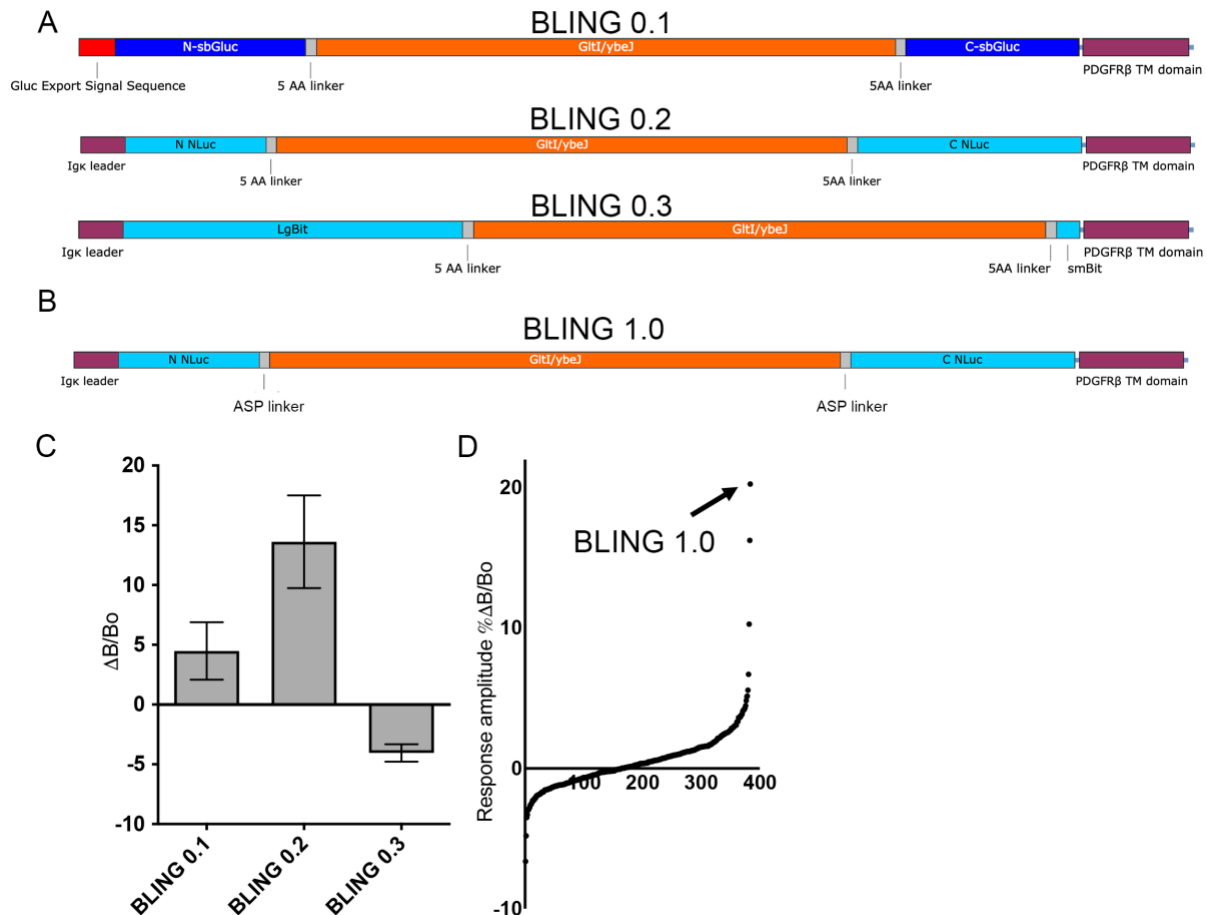 A
BLING 0.1
N-sbGluc
GltI/ybeJ
C-sbGluc
Gluc Export Signal Sequence
5 AA linker
5AA linker
PDGFRβ TM domain
BLING 0.2
N NLuc
GltI/ybeJ
C NLuc
Igκ leader
5 AA linker
5AA linker
PDGFRβ TM domain
BLING 0.3
LgBit
GltI/ybeJ
Igκ leader
5 AA linker
5AA linker
smBit
PDGFRβ TM domain
B
BLING 1.0
N NLuc
GltI/ybeJ
C NLuc
Igκ leader
ASP linker
ASP linker
PDGFRβ TM domain
C
ΔB/Bo
20
15
10
5
0
-5
-10
BLING 0.1
BLING 0.2
BLING 0.3
D
Response amplitude %ΔB/Bo
20
10
0
-10
100
200
300
400
BLING 1.0